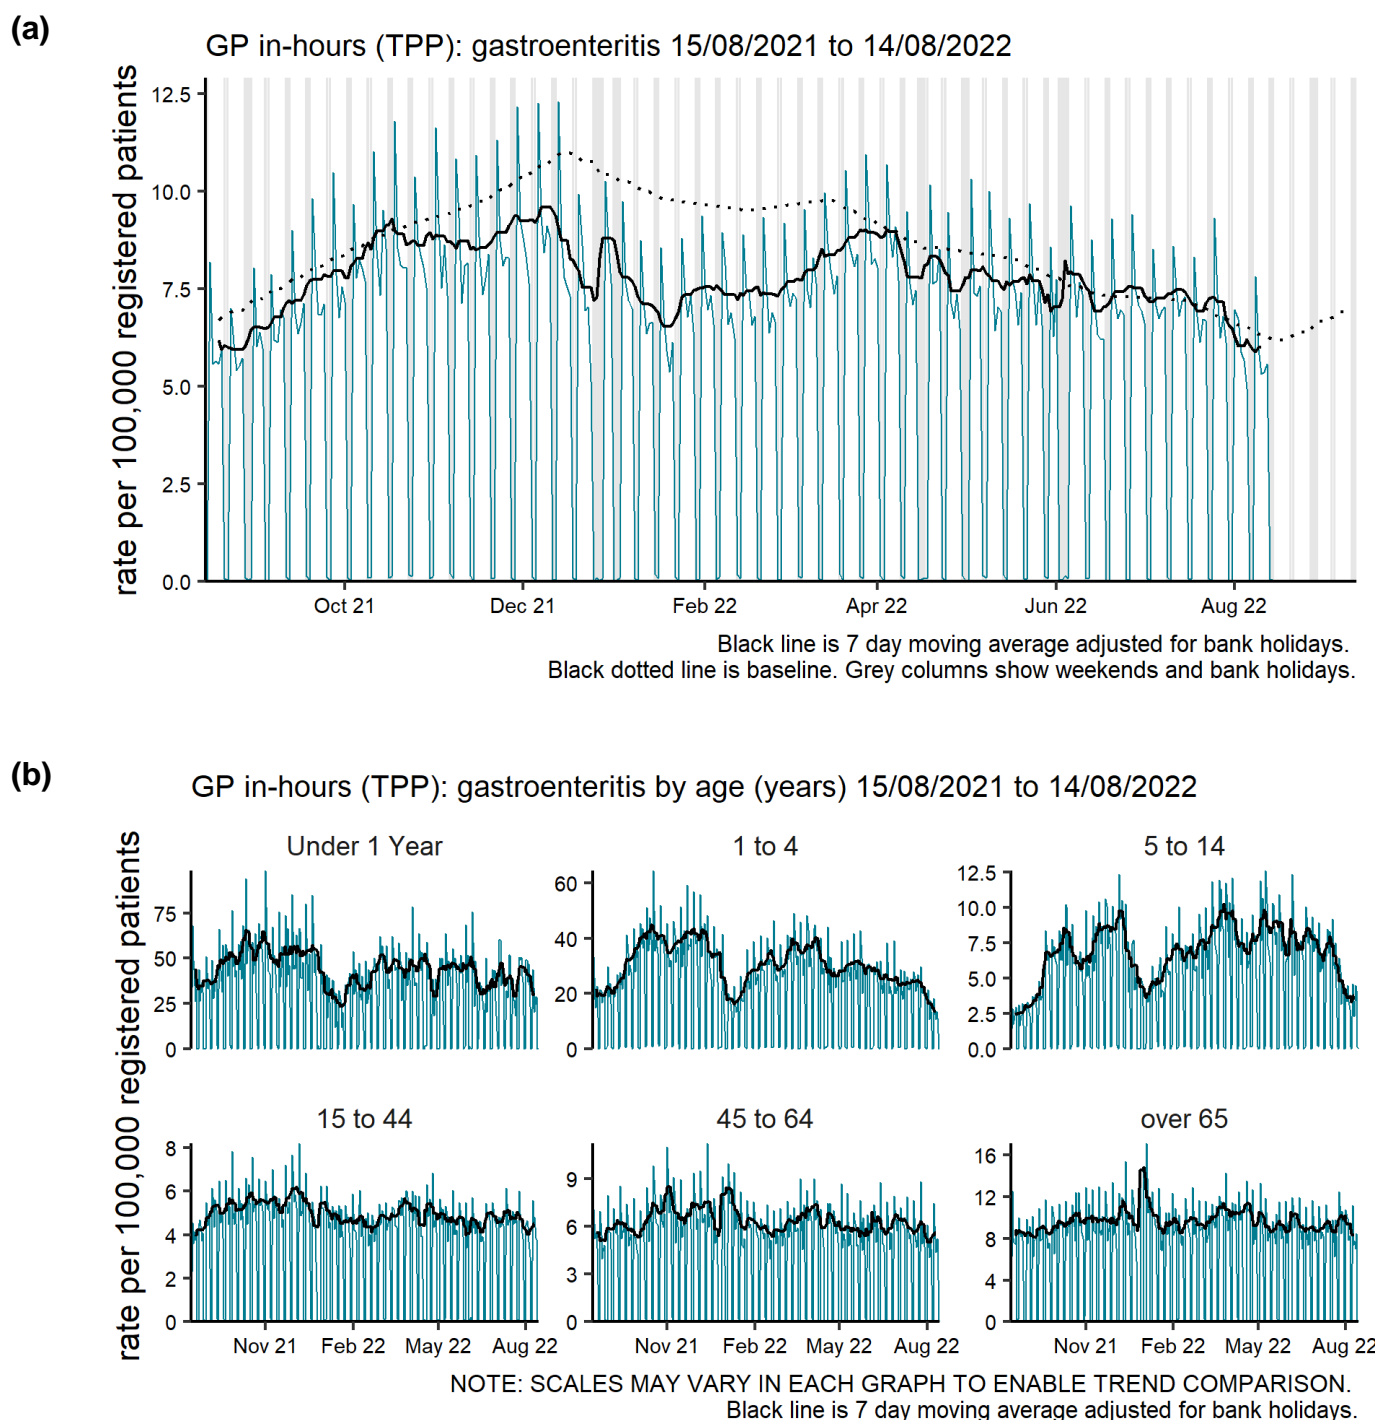 (a)
GP in-hours (TPP): gastroenteritis 15/08/2021 to 14/08/2022
rate per 100,000 registered patients
12.5
10.0
7.5
5.0
2.5
0.0
Oct 21 Dec 21 Feb 22 Apr 22 Jun 22 Aug 22
Black line is 7 day moving average adjusted for bank holidays.
Black dotted line is baseline. Grey columns show weekends and bank holidays.
(b)
GP in-hours (TPP): gastroenteritis by age (years) 15/08/2021 to 14/08/2022
rate per 100,000 registered patients
Under 1 Year
75
50
25
0
1 to 4
60
40
20
0
5 to 14
12.5
10.0
7.5
5.0
2.5
0.0
15 to 44
8
6
4
2
0
Nov 21 Feb 22 May 22 Aug 22
45 to 64
9
6
3
0
Nov 21 Feb 22 May 22 Aug 22
over 65
16
12
8
4
0
Nov 21 Feb 22 May 22 Aug 22
NOTE: SCALES MAY VARY IN EACH GRAPH TO ENABLE TREND COMPARISON.
Black line is 7 day moving average adjusted for bank holidays.